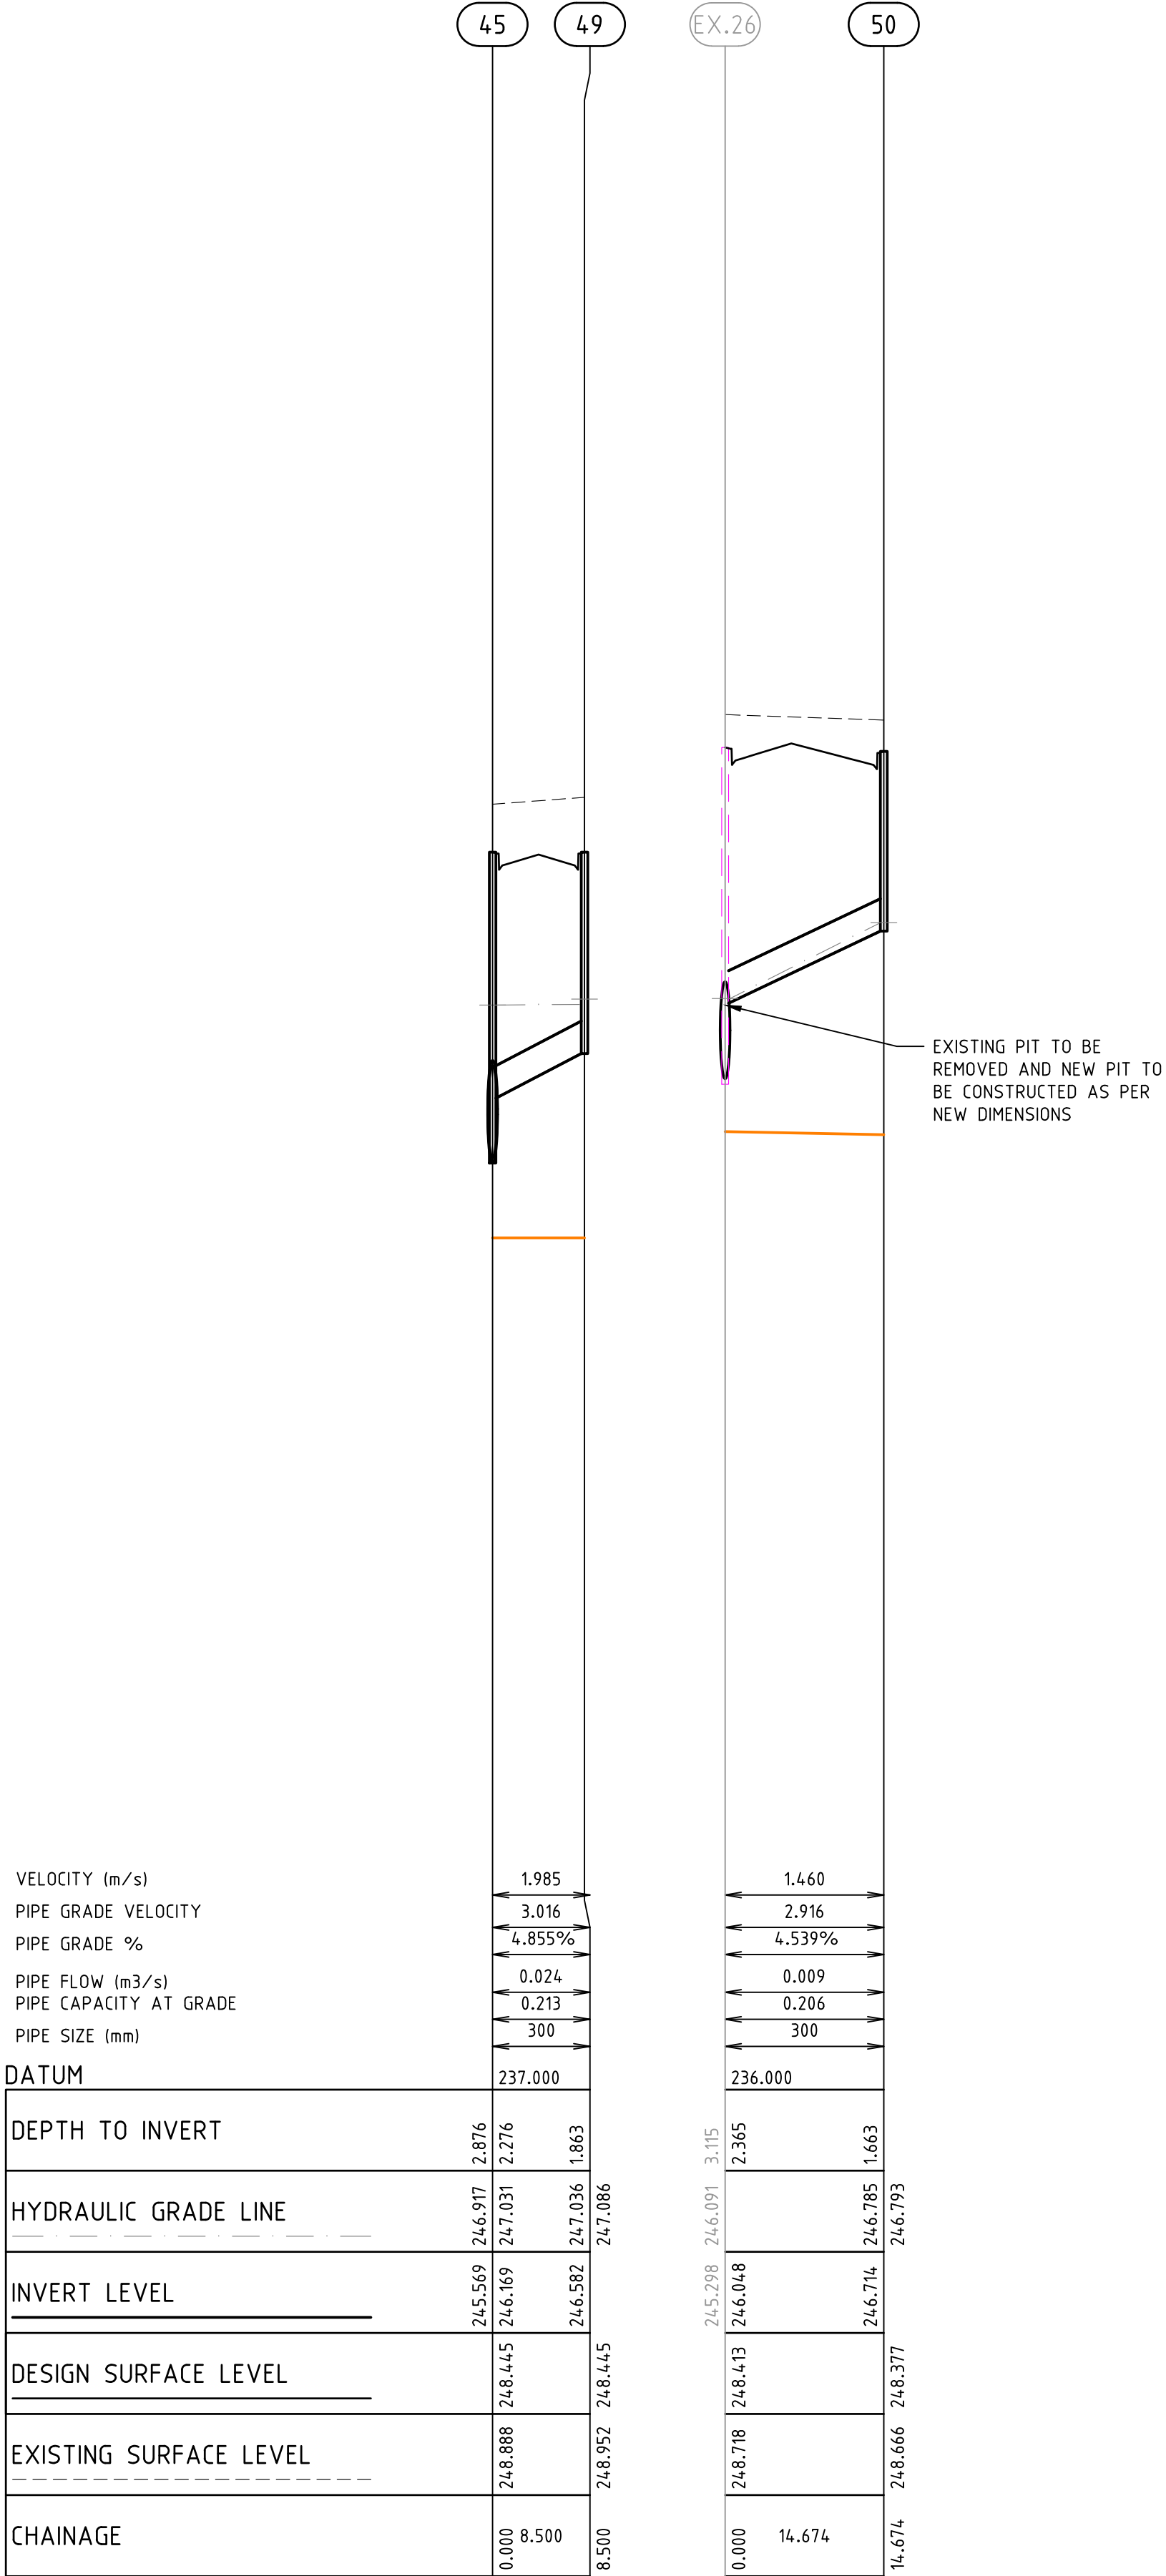 45 49 EX.26 50
EXISTING PIT TO BE
REMOVED AND NEW PIT TO
BE CONSTRUCTED AS PER
NEW DIMENSIONS
VELOCITY (m/s) 1.985 1.460
PIPE GRADE VELOCITY 3.016 2.916
PIPE GRADE % 4.855% 4.539%
PIPE FLOW (m3/s) 0.024 0.009
PIPE CAPACITY AT GRADE 0.213 0.206
PIPE SIZE (mm) 300 300
DATUM 237.000 236.000
DEPTH TO INVERT 2.876 2.276 1.863 3.115 2.365 1.663
HYDRAULIC GRADE LINE 246.917 247.031 247.036 247.086 246.091 246.785 246.793
INVERT LEVEL 245.569 246.169 246.582 245.298 246.048 246.714
DESIGN SURFACE LEVEL 248.445 248.445 248.413 248.377
EXISTING SURFACE LEVEL 248.888 248.952 248.718 248.666
CHAINAGE 0.000 8.500 8.500 0.000 14.674 14.674